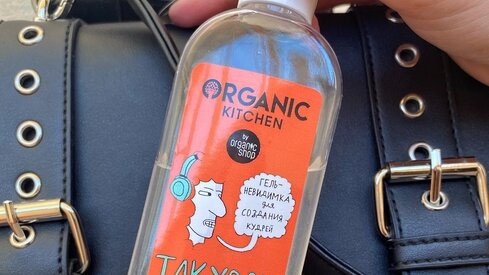 ORGANIC
KITCHEN
by
organic
shop
ГЕЛЬ-
НЕВИДИМКА
для
СОЗДАНИЯ
КУДРЕЙ